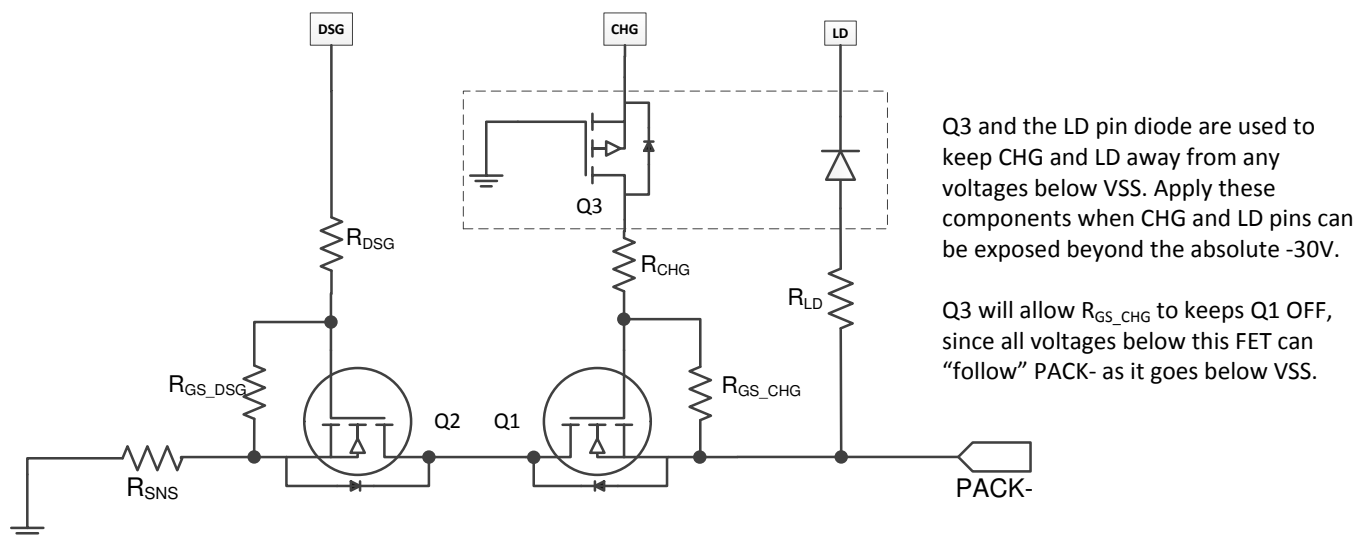 DSG
CHG
LD
Q3 and the LD pin diode are used to
keep CHG and LD away from any
voltages below VSS. Apply these
components when CHG and LD pins can
be exposed beyond the absolute -30V.
Q3
RDSG
RCHG
RLD
Q3 will allow RGS_CHG to keeps Q1 OFF,
since all voltages below this FET can
“follow” PACK- as it goes below VSS.
RGS_DSG
RGS_CHG
Q2
Q1
RSNS
PACK-